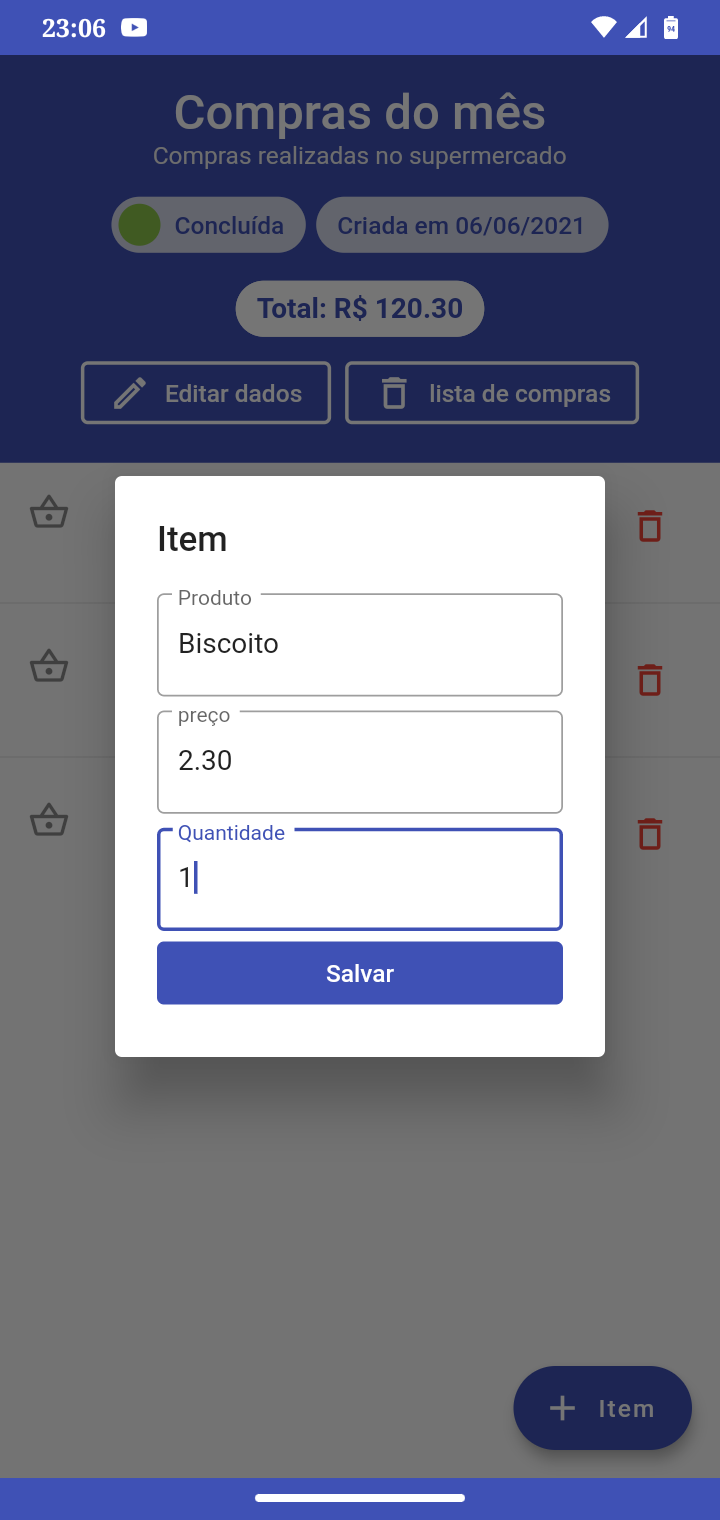 23:06
94
Compras do mês
Compras realizadas no supermercado
Concluída
Criada em 06/06/2021
Total: R$ 120.30
Editar dados
lista de compras
Item
Produto
Biscoito
preço
2.30
Quantidade
1
Salvar
Item